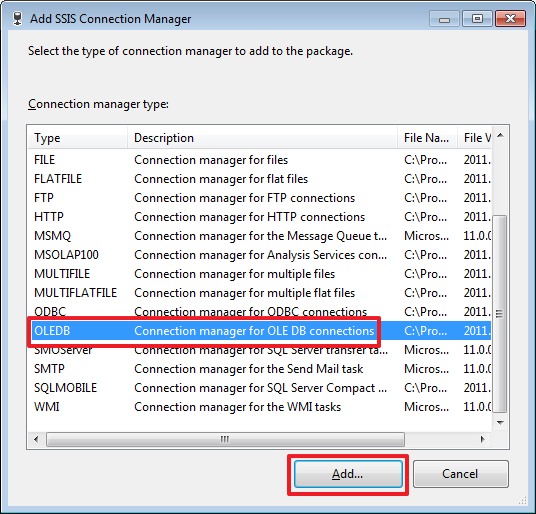 Add SSIS Connection Manager
Select the type of connection manager to add to the package.
Connection manager type:
Type Description File Na... File V
FILE Connection manager for files C:\Pro... 2011.
FLATFILE Connection manager for flat files C:\Pro... 2011.
FTP Connection manager for FTP connections C:\Pro... 2011.
HTTP Connection manager for HTTP connections C:\Pro... 2011.
MSMQ Connection manager for the Message Queue t... Micros... 11.0.0
MSOLAP100 Connection manager for Analysis Services con... C:\Pro... 2011.
MULTIFILE Connection manager for multiple files C:\Pro... 2011.
MULTIFLATFILE Connection manager for multiple flat files C:\Pro... 2011.
ODBC Connection manager for ODBC connections C:\Pro... 2011.
OLEDB Connection manager for OLE DB connections C:\Pro... 2011.
SMOServer Connection manager for SQL Server transfer ta... Micros... 11.0.0
SMTP Connection manager for the Send Mail task Micros... 11.0.0
SQLMOBILE Connection manager for SQL Server Compact ... C:\Pro... 2011.
WMI Connection manager for the WMI tasks Micros... 11.0.0
Add... Cancel